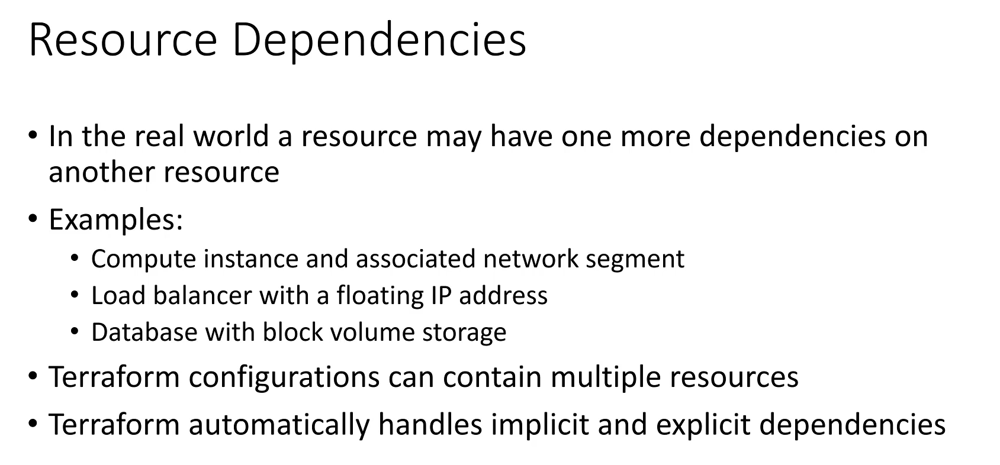 Resource Dependencies
• In the real world a resource may have one more dependencies on
another resource
• Examples:
• Compute instance and associated network segment
• Load balancer with a floating IP address
• Database with block volume storage
• Terraform configurations can contain multiple resources
• Terraform automatically handles implicit and explicit dependencies